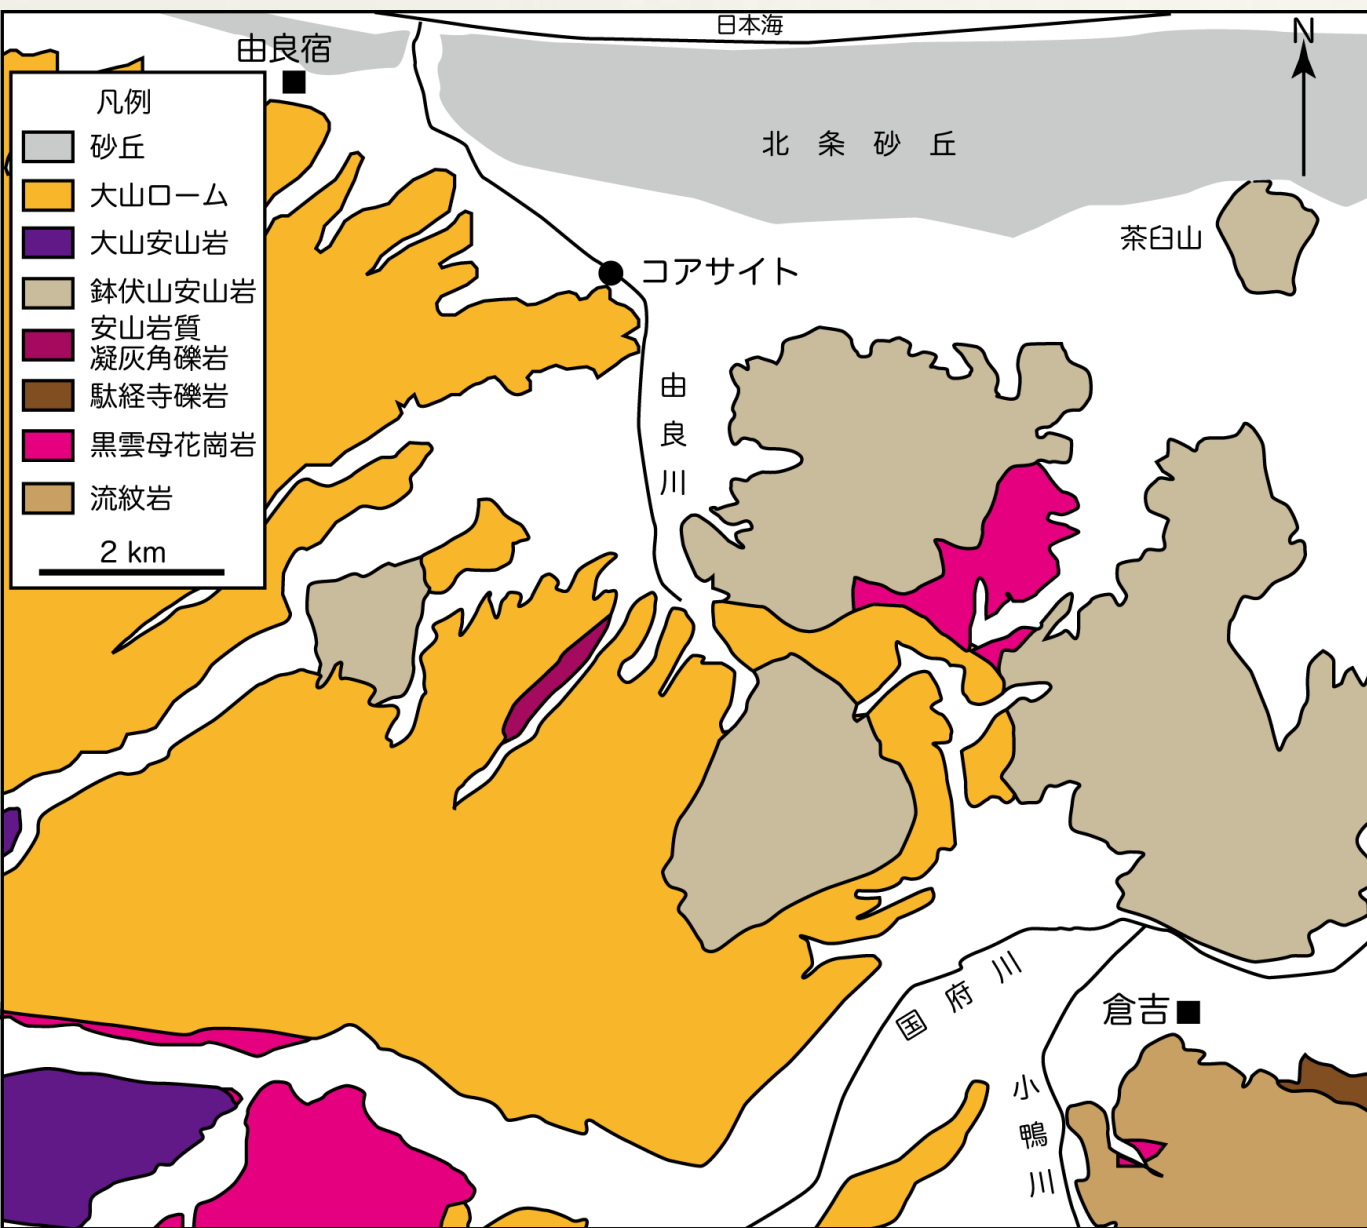 日本海
由良宿
N
凡例
砂丘
大山ローム
大山安山岩
鉢伏山安山岩
安山岩質
凝灰角礫岩
駄経寺礫岩
黒雲母花崗岩
流紋岩
2 km
北条砂丘
茶臼山
コアサイト
由良川
国府川
倉吉
小鴨川